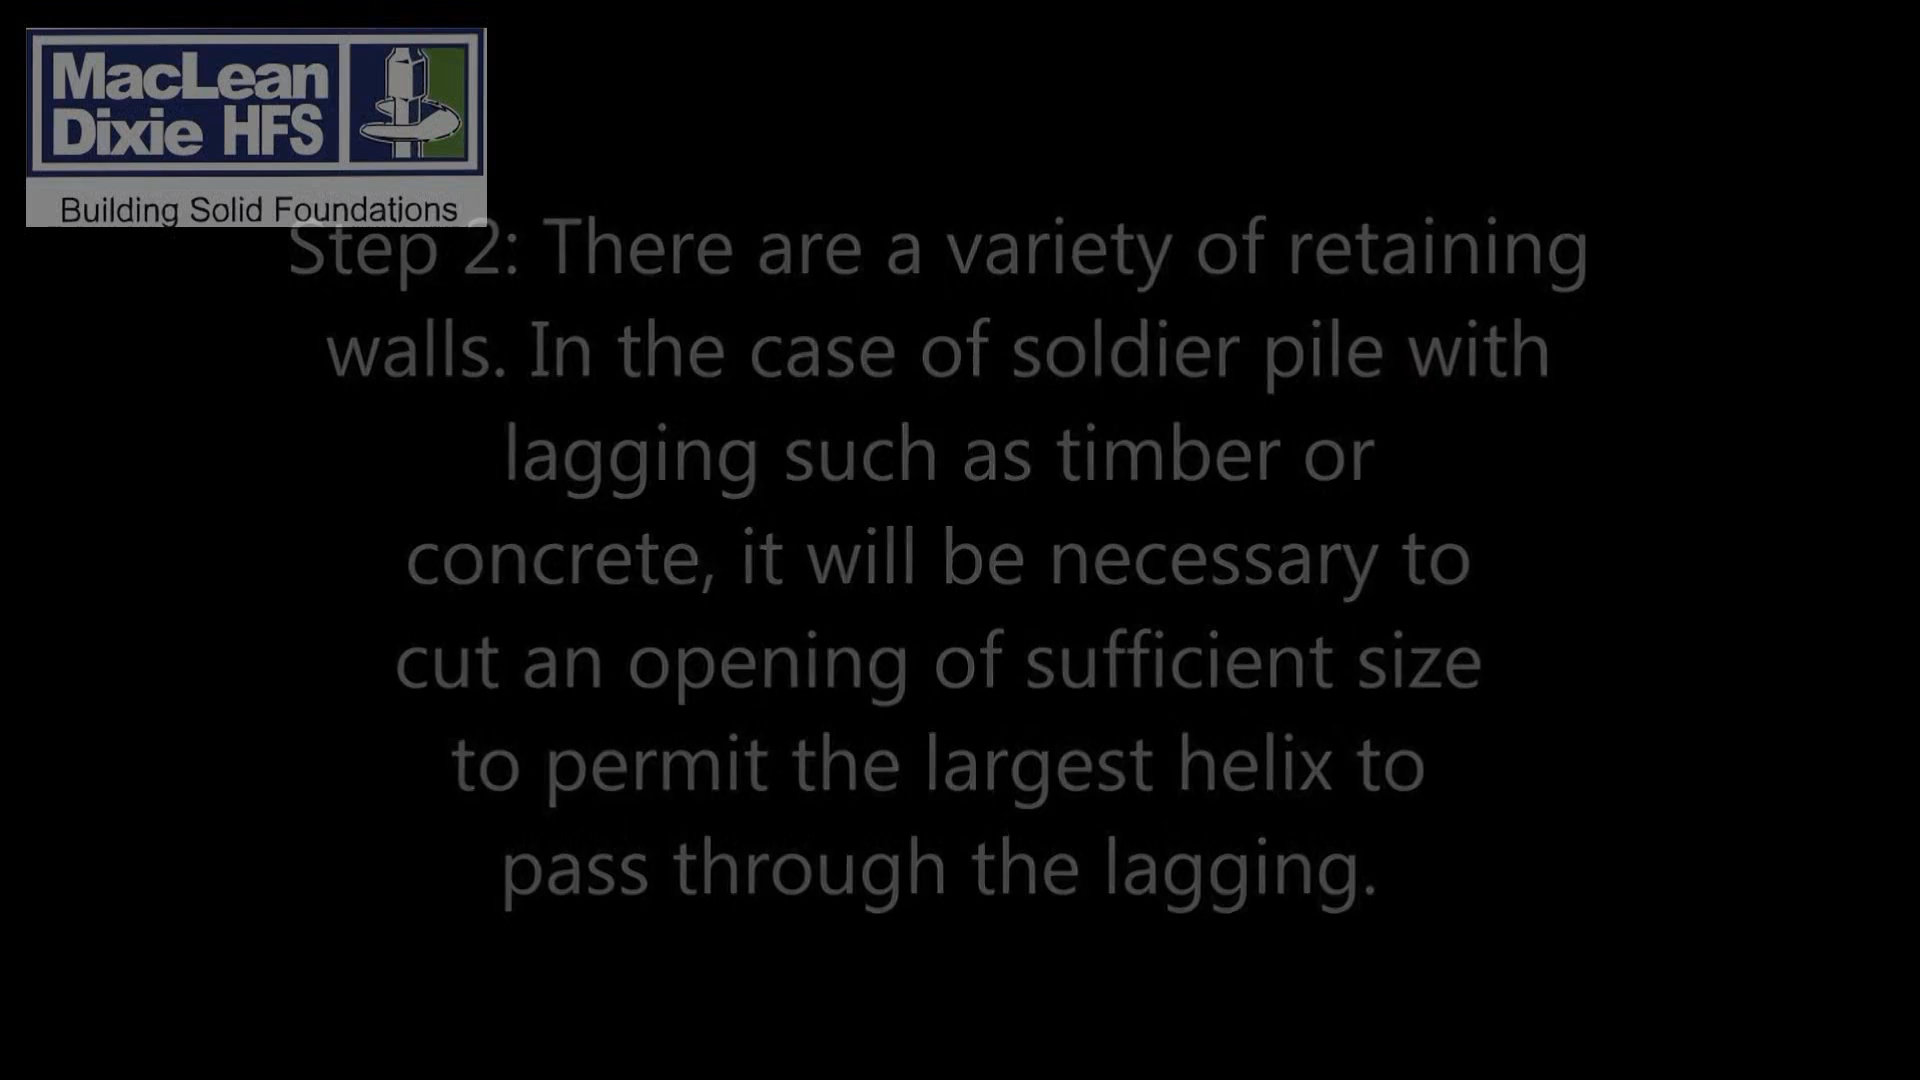 MacLean
Dixie HFS
Building Solid Foundations
Step 2: There are a variety of retaining
walls. In the case of soldier pile with
lagging such as timber or
concrete, it will be necessary to
cut an opening of sufficient size
to permit the largest helix to
pass through the lagging.